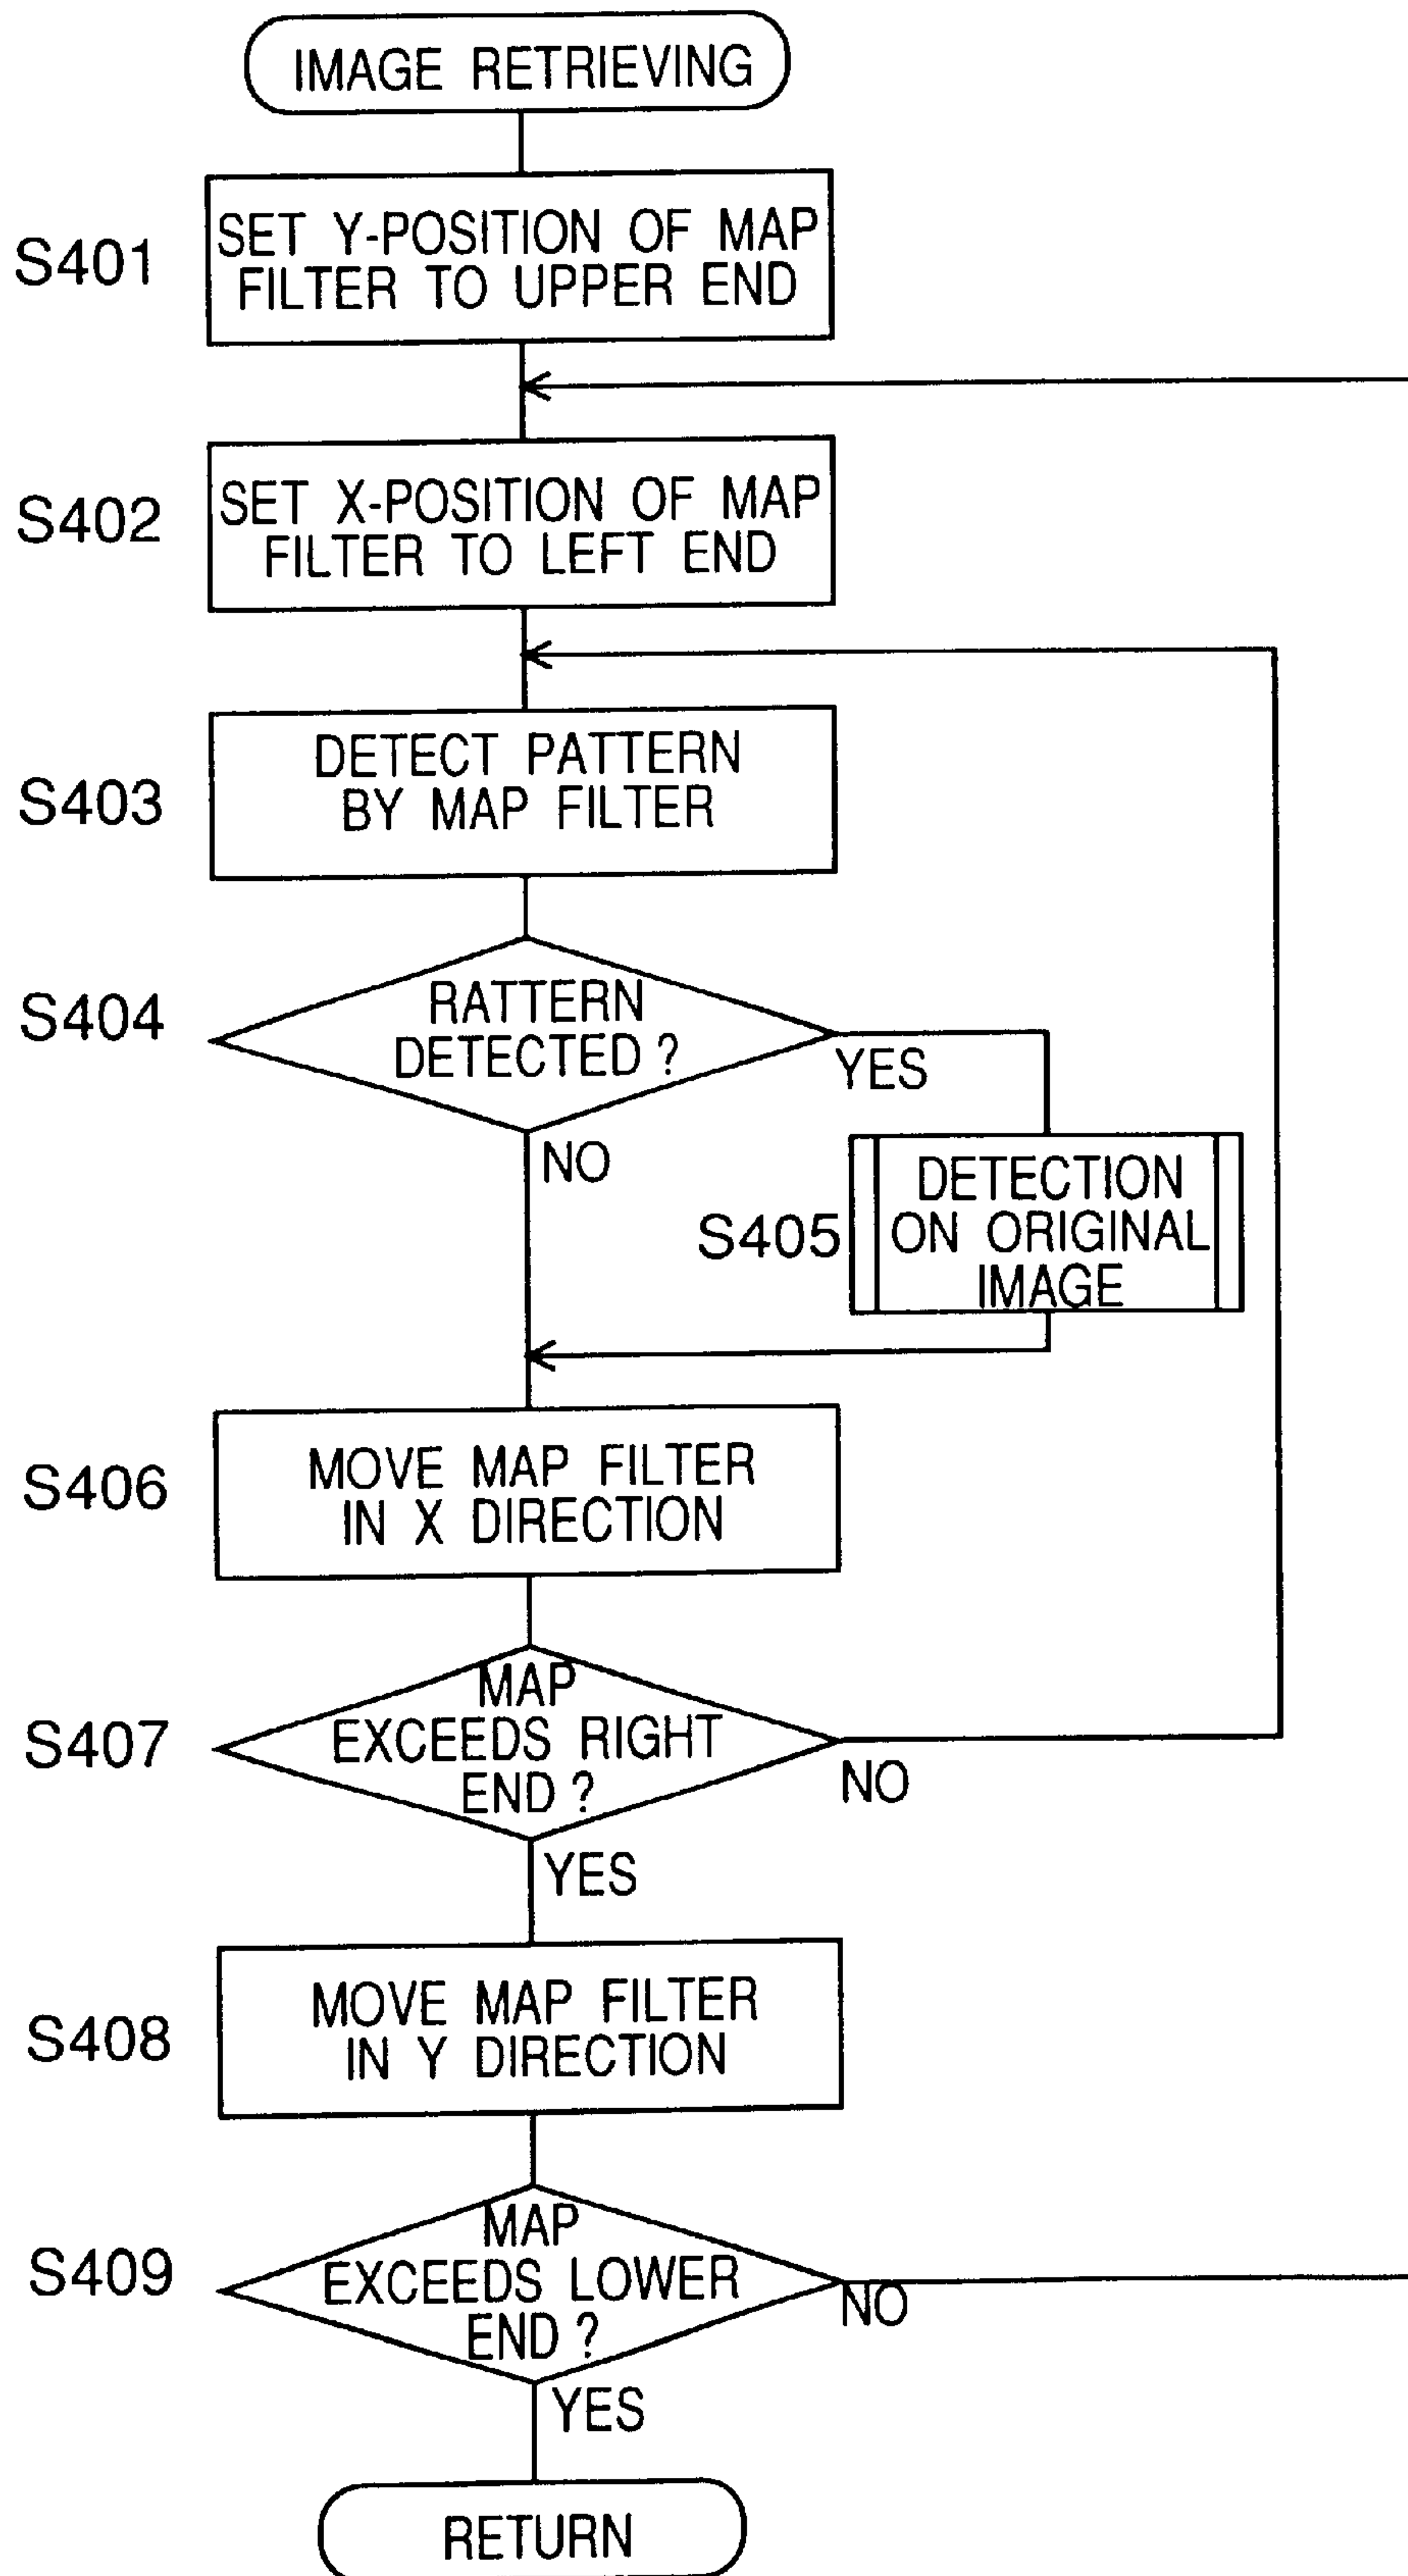 IMAGE RETRIEVING
S401
SET Y-POSITION OF MAP
FILTER TO UPPER END
S402
SET X-POSITION OF MAP
FILTER TO LEFT END
S403
DETECT PATTERN
BY MAP FILTER
S404
RATTERN
DETECTED ?
YES
NO
S405
DETECTION
ON ORIGINAL
IMAGE
S406
MOVE MAP FILTER
IN X DIRECTION
S407
MAP
EXCEEDS RIGHT
END ?
NO
YES
S408
MOVE MAP FILTER
IN Y DIRECTION
S409
MAP
EXCEEDS LOWER
END ?
NO
YES
RETURN